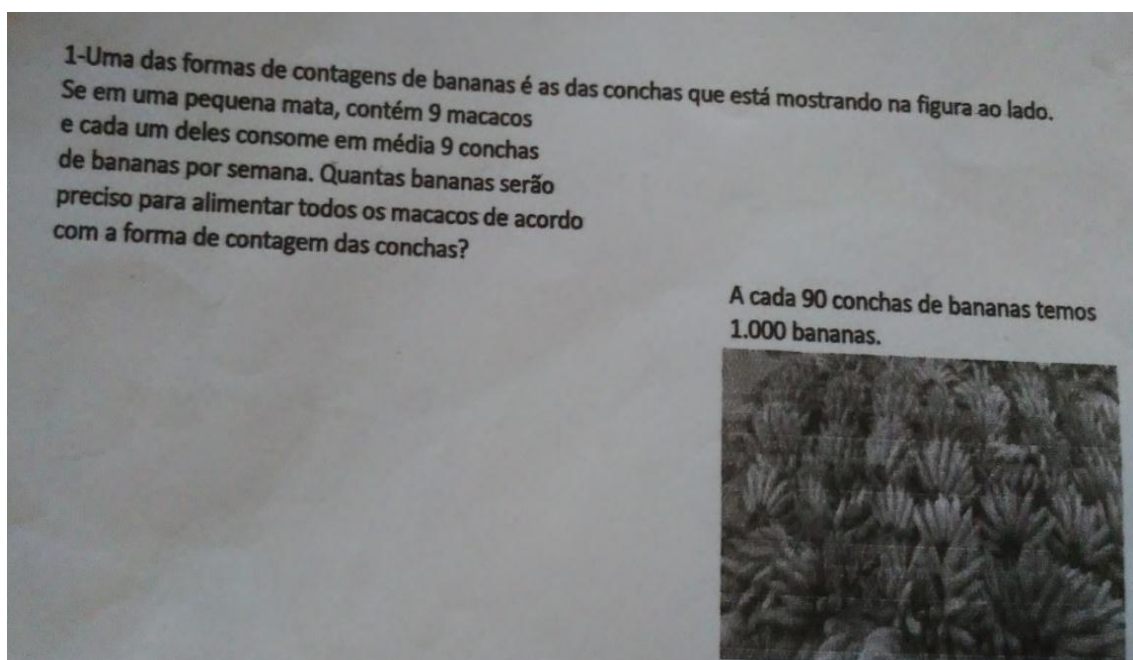 1-Uma das formas de contagens de bananas é as das conchas que está mostrando na figura ao lado.
Se em uma pequena mata, contém 9 macacos
e cada um deles consome em média 9 conchas
de bananas por semana. Quantas bananas serão
preciso para alimentar todos os macacos de acordo
com a forma de contagem das conchas?
A cada 90 conchas de bananas temos
1.000 bananas.